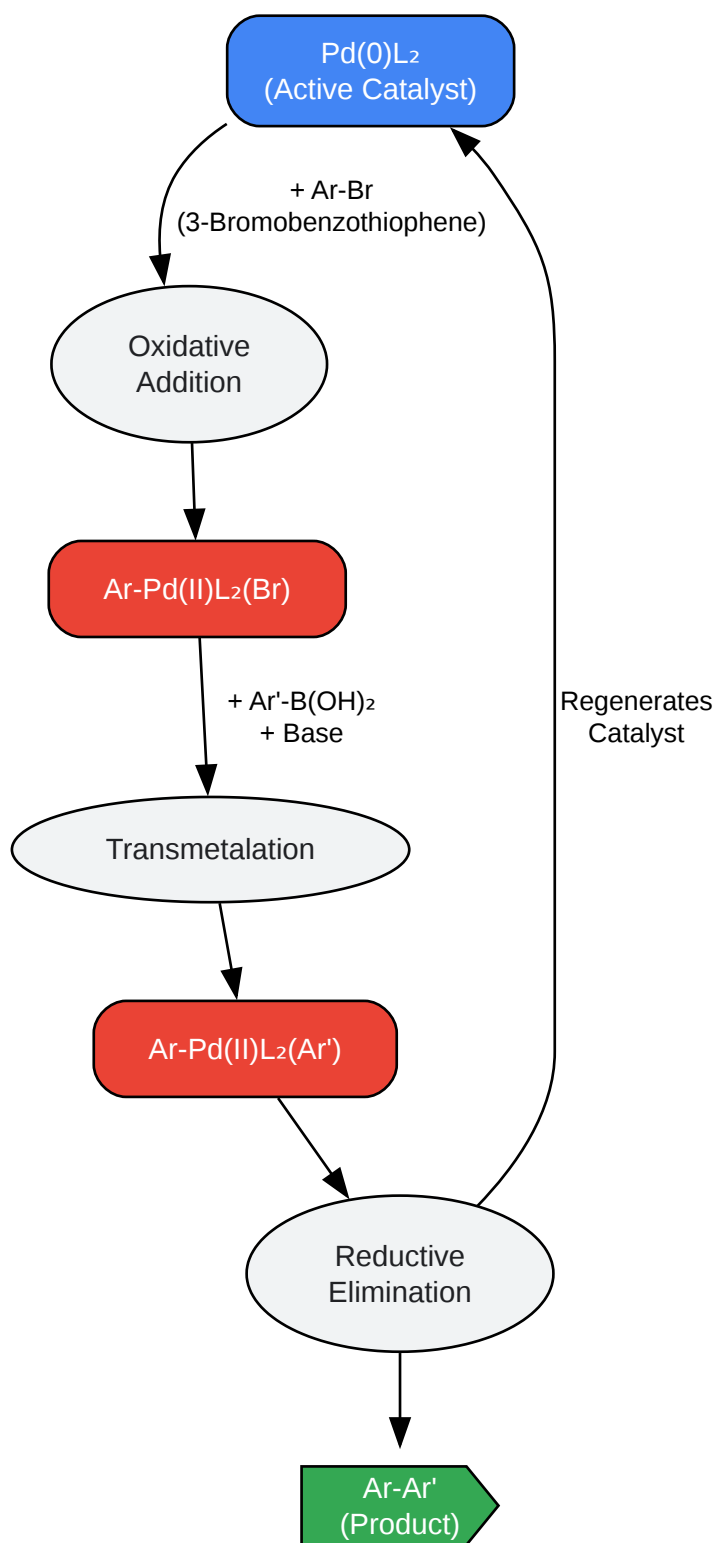 Pd(0)L₂
(Active Catalyst)
+ Ar-Br
(3-Bromobenzothiophene)
Oxidative
Addition
Ar-Pd(II)L₂(Br)
+ Ar'-B(OH)₂
+ Base
Regenerates
Catalyst
Transmetalation
Ar-Pd(II)L₂(Ar')
Reductive
Elimination
Ar-Ar'
(Product)